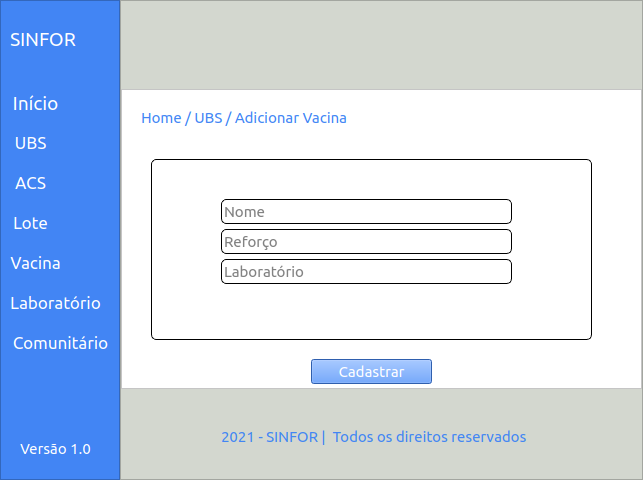 SINFOR
Início
UBS
ACS
Lote
Vacina
Laboratório
Comunitário
Versão 1.0
Home / UBS / Adicionar Vacina
Nome
Reforço
Laboratório
Cadastrar
2021 - SINFOR | Todos os direitos reservados